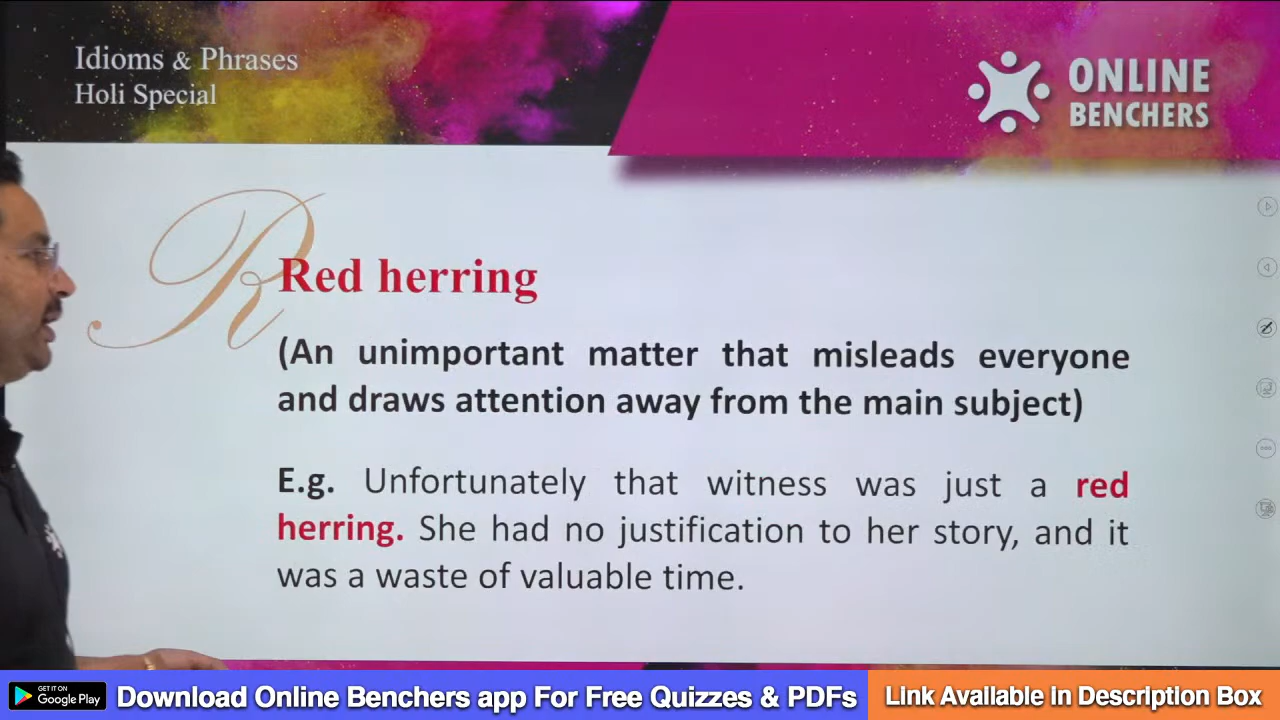 Idioms & Phrases
Holi Special
ONLINE
BENCHERS
R
Red herring
(An unimportant matter that misleads everyone
and draws attention away from the main subject)
E.g. Unfortunately that witness was just a red
herring. She had no justification to her story, and it
was a waste of valuable time.
GET IT ON
Google Play
Download Online Benchers app For Free Quizzes & PDFs
Link Available In Description Box